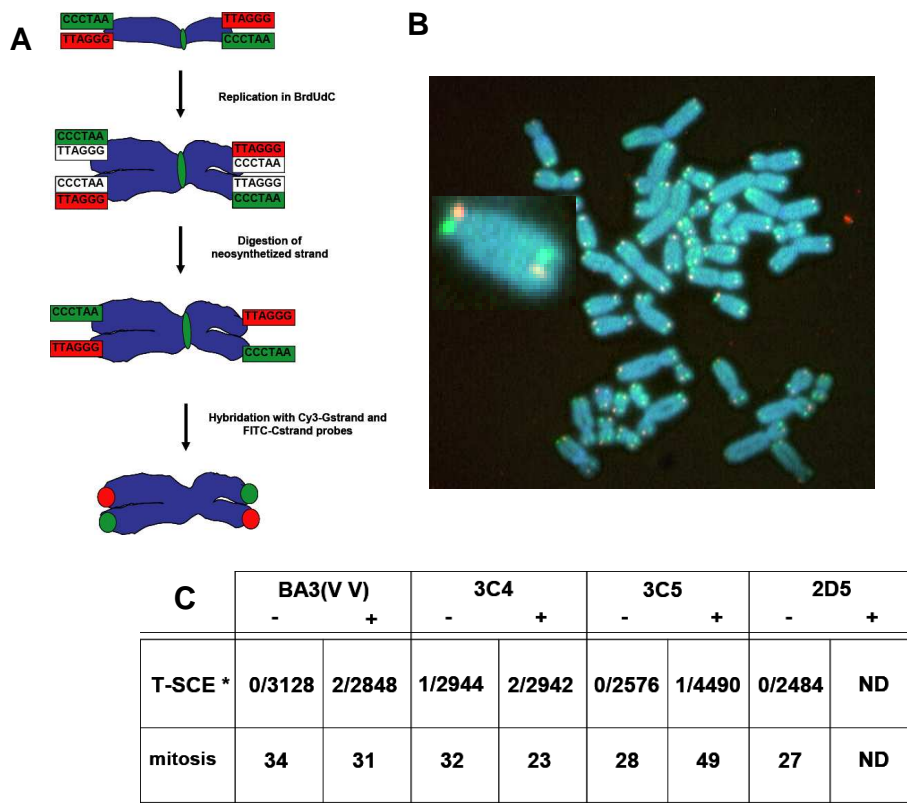 A
CCCTAA TTAGGG
TTAGGG CCCTAA
Replication in BrdUdC
CCCTAA
TTAGGG TTAGGG
CCCTAA
CCCTAA TTAGGG
TTAGGG CCCTAA
Digestion of
neosynthetized strand
CCCTAA TTAGGG
TTAGGG CCCTAA
Hybridation with Cy3-Gstrand and
FITC-Cstrand probes
B
C BA3(V V) 3C4 3C5 2D5
- + - + - + - +
T-SCE * 0/3128 2/2848 1/2944 2/2942 0/2576 1/4490 0/2484 ND
mitosis 34 31 32 23 28 49 27 ND